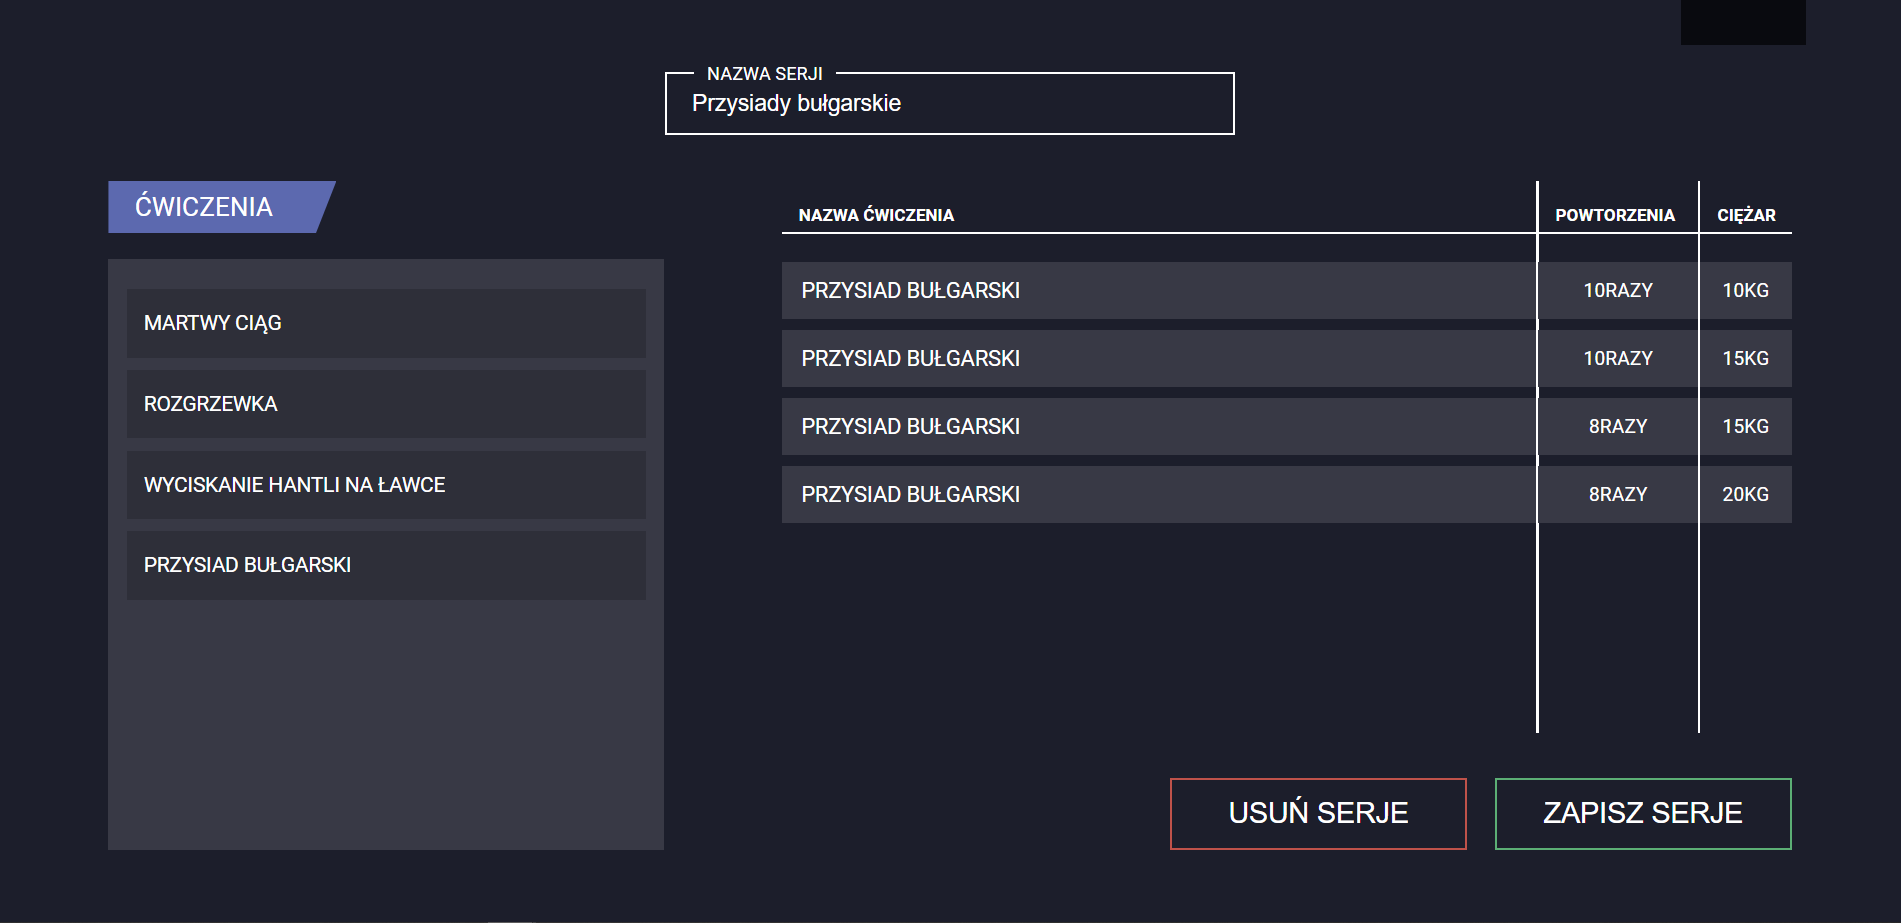 NAZWA SERJI
Przysiady bułgarskie
ĆWICZENIA
MARTWY CIĄG
ROZGRZEWKA
WYCISKANIE HANTLI NA ŁAWCE
PRZYSIAD BUŁGARSKI
NAZWA ĆWICZENIA POWTORZENIA CIĘŻAR
PRZYSIAD BUŁGARSKI 10RAZY 10KG
PRZYSIAD BUŁGARSKI 10RAZY 15KG
PRZYSIAD BUŁGARSKI 8RAZY 15KG
PRZYSIAD BUŁGARSKI 8RAZY 20KG
USUŃ SERJE ZAPISZ SERJE